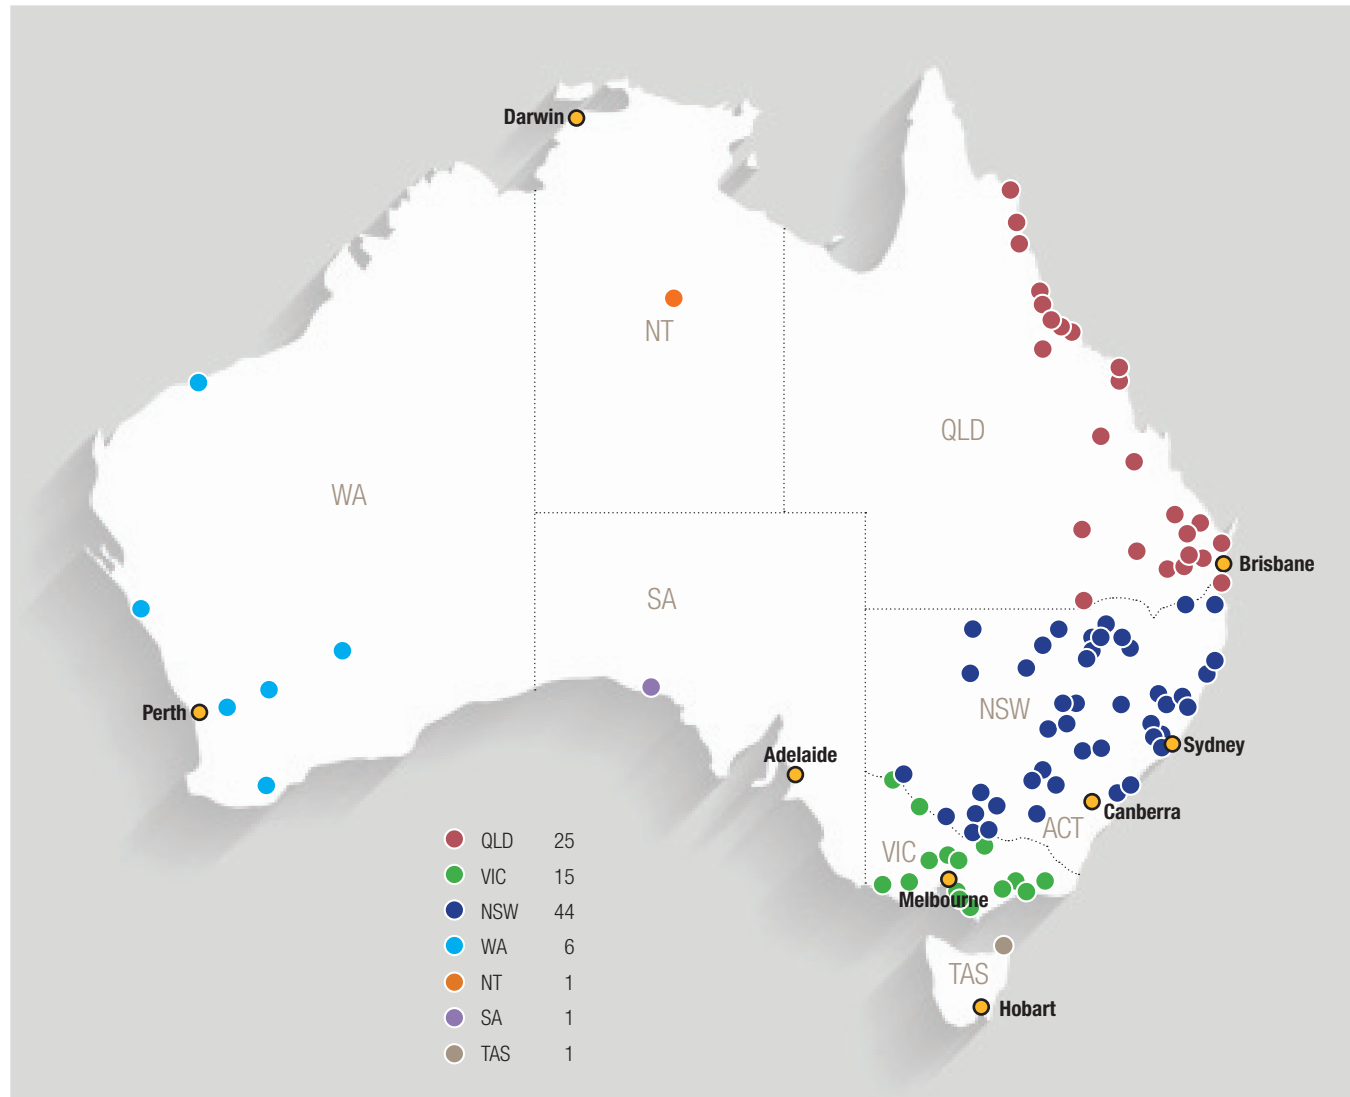 Darwin
NT
QLD
WA
Brisbane
SA
NSW
Perth
Sydney
Adelaide
Canberra
ACT
VIC
Melbourne
TAS
Hobart
QLD 25
VIC 15
NSW 44
WA 6
NT 1
SA 1
TAS 1